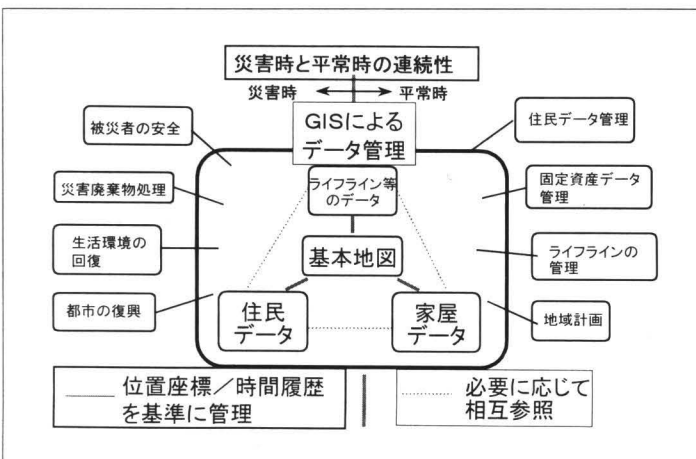 災害時と平常時の連続性
災害時
平常時
GISによる
データ管理
被災者の安全
災害廃棄物処理
生活環境の
回復
都市の復興
住民データ管理
固定資産データ
管理
ライフラインの
管理
地域計画
ライフライン等
のデータ
基本地図
住民
データ
家屋
データ
位置座標／時間履歴
を基準に管理
必要に応じて
相互参照